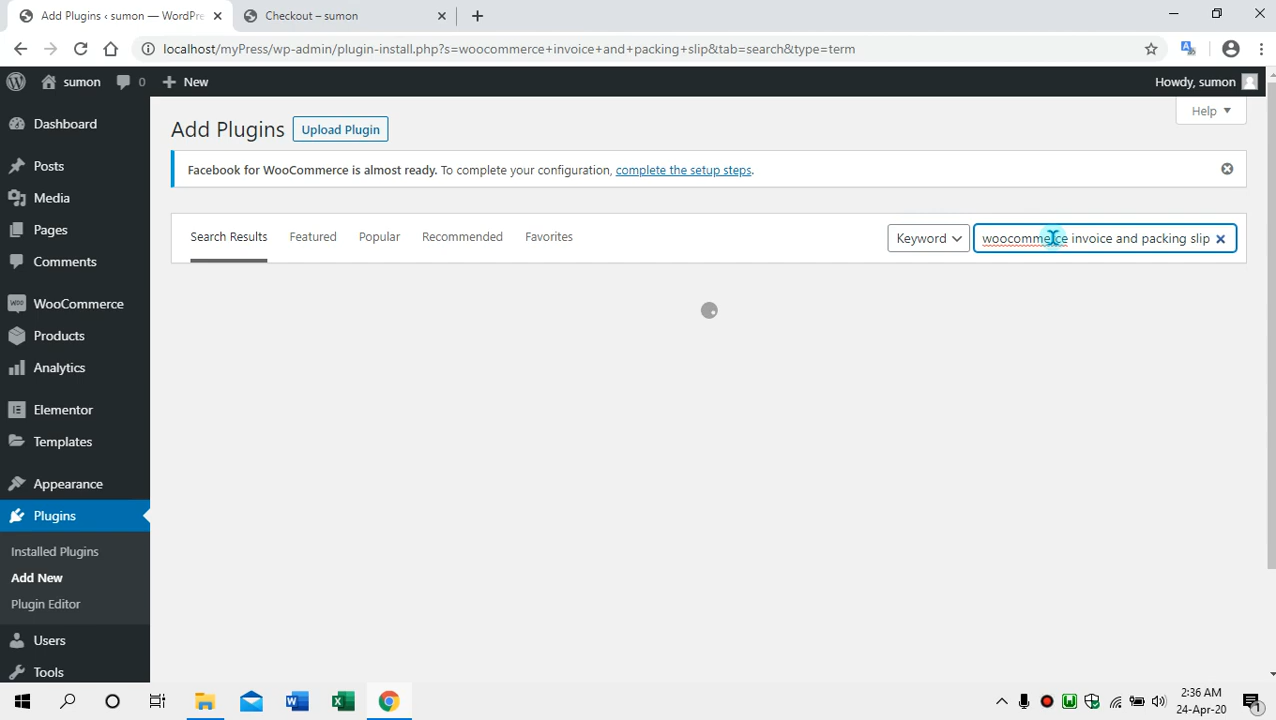 Add Plugins ‹ sumon — WordPre
Checkout – sumon
localhost/myPress/wp-admin/plugin-install.php?s=woocommerce+invoice+and+packing+slip&tab=search&type=term
sumon
0
New
Howdy, sumon
Dashboard
Posts
Media
Pages
Comments
WooCommerce
Products
Analytics
Elementor
Templates
Appearance
Plugins
Installed Plugins
Add New
Plugin Editor
Users
Tools
Help
Add Plugins
Upload Plugin
Facebook for WooCommerce is almost ready. To complete your configuration, complete the setup steps.
Search Results
Featured
Popular
Recommended
Favorites
Keyword
woocommerce invoice and packing slip
2:36 AM
24-Apr-20
1